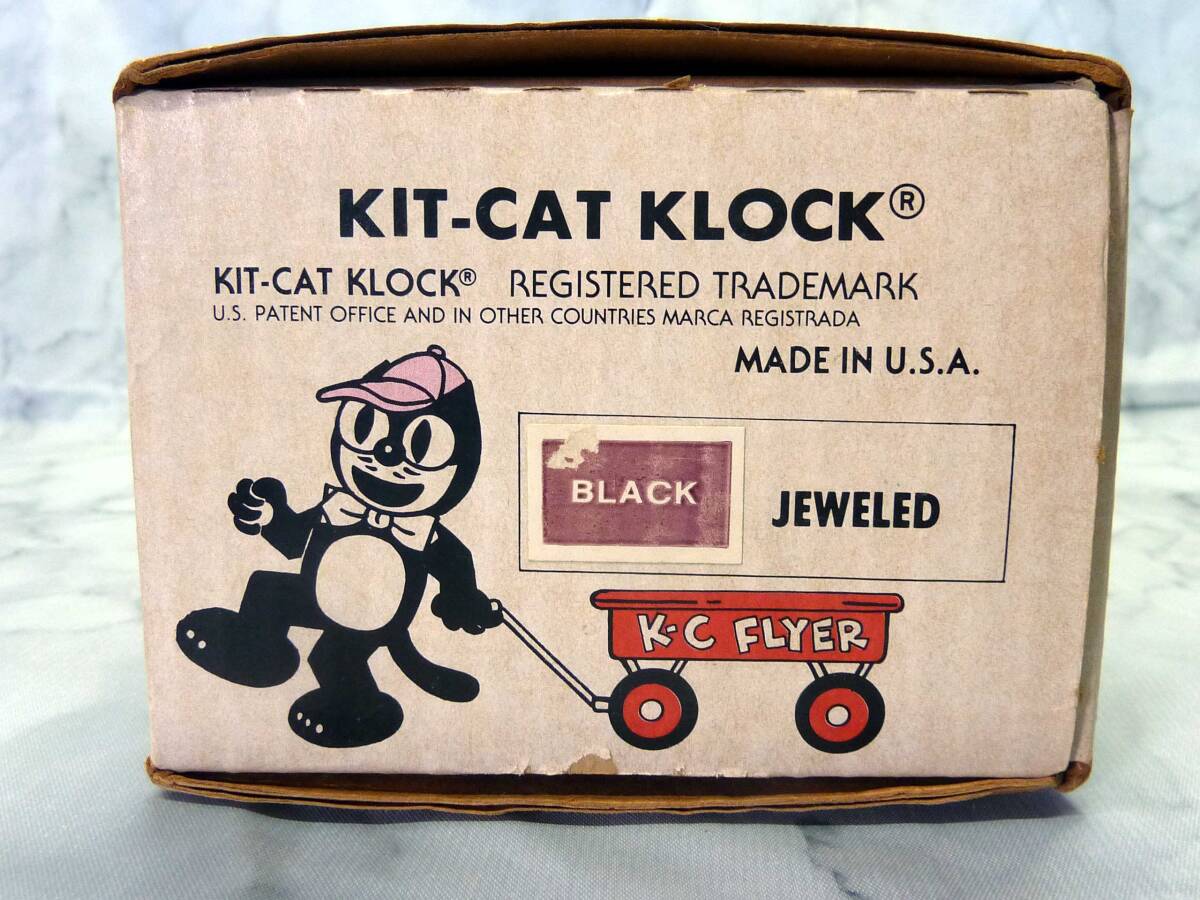 KIT-CAT KLOCK®
KIT-CAT KLOCK® REGISTERED TRADEMARK
U.S. PATENT OFFICE AND IN OTHER COUNTRIES MARCA REGISTRADA
MADE IN U.S.A.
BLACK JEWELED
K-C FLYER